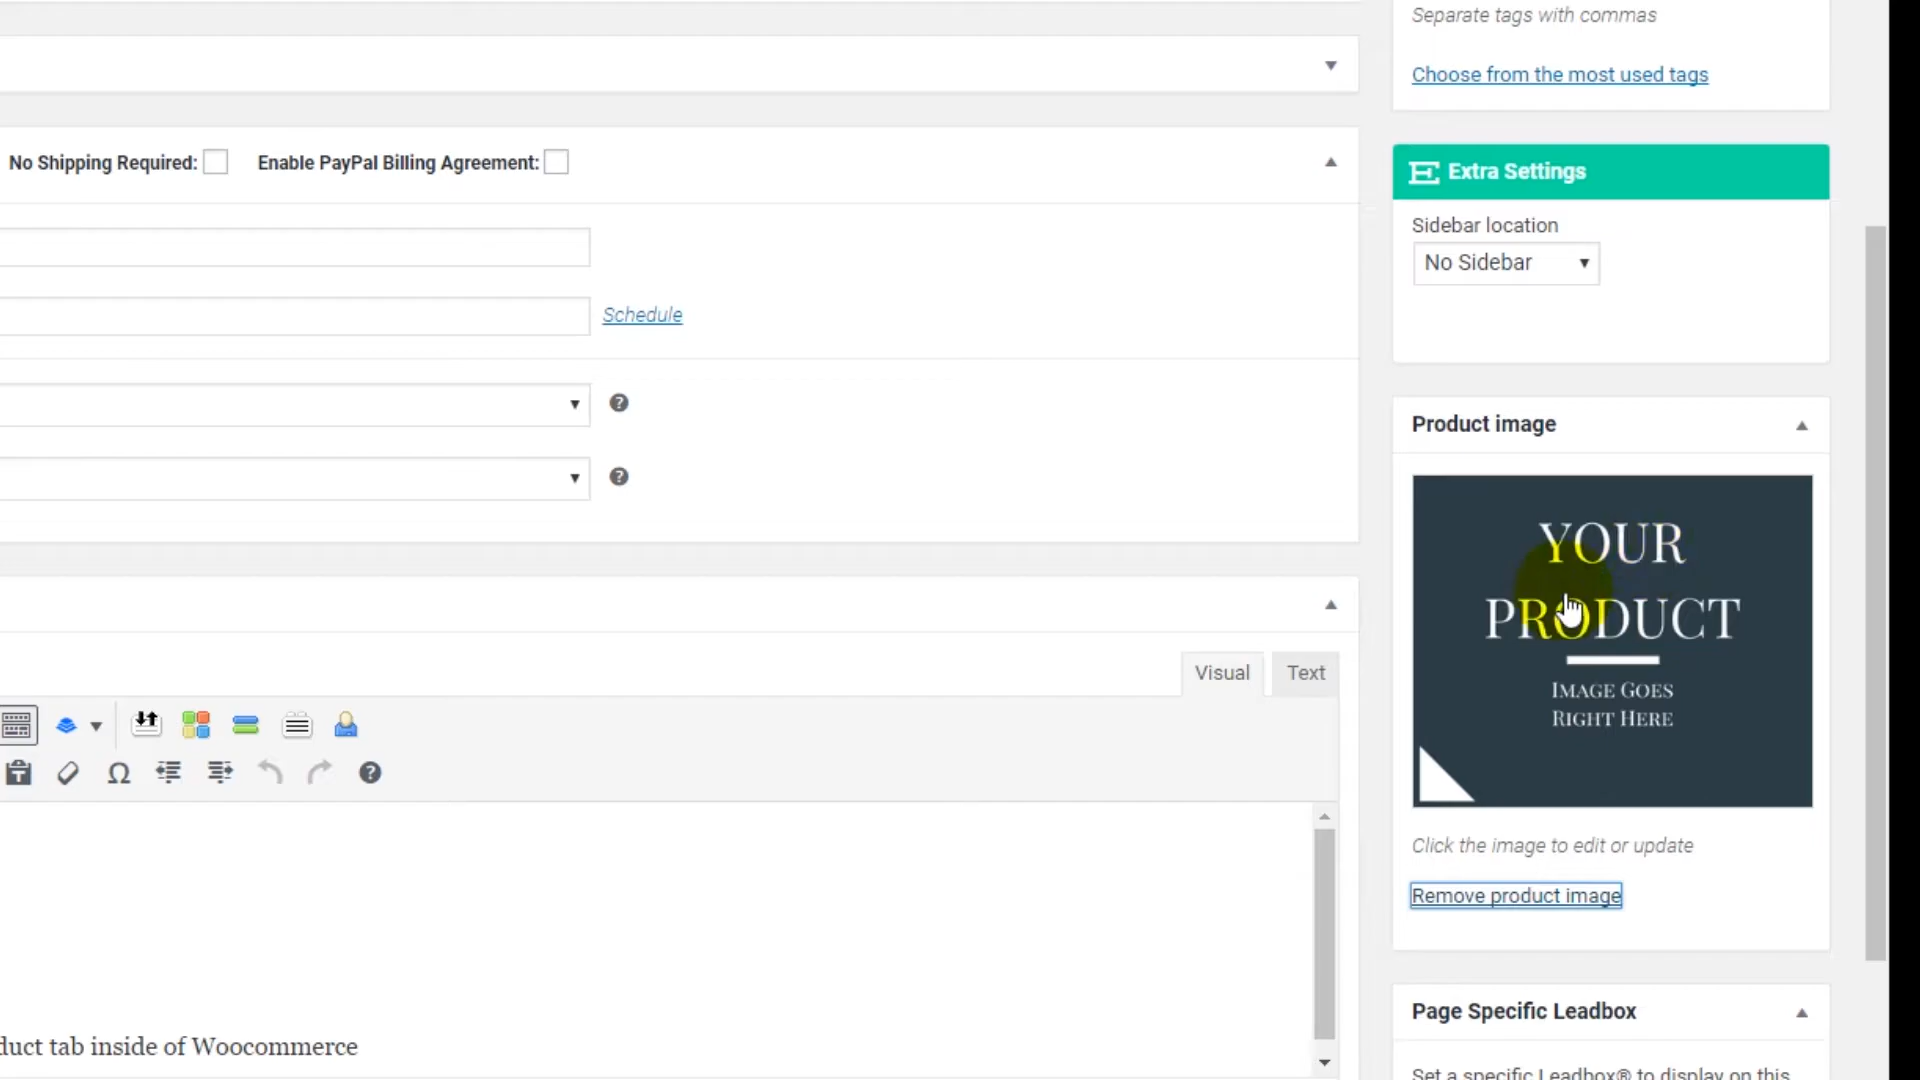 Separate tags with commas
Choose from the most used tags
No Shipping Required:
Enable PayPal Billing Agreement:
Extra Settings
Sidebar location
No Sidebar
Schedule
Product image
YOUR
PRODUCT
IMAGE GOES
RIGHT HERE
Visual Text
Click the image to edit or update
Remove product image
duct tab inside of Woocommerce
Page Specific Leadbox
Set a specific Leadbox® to display on this